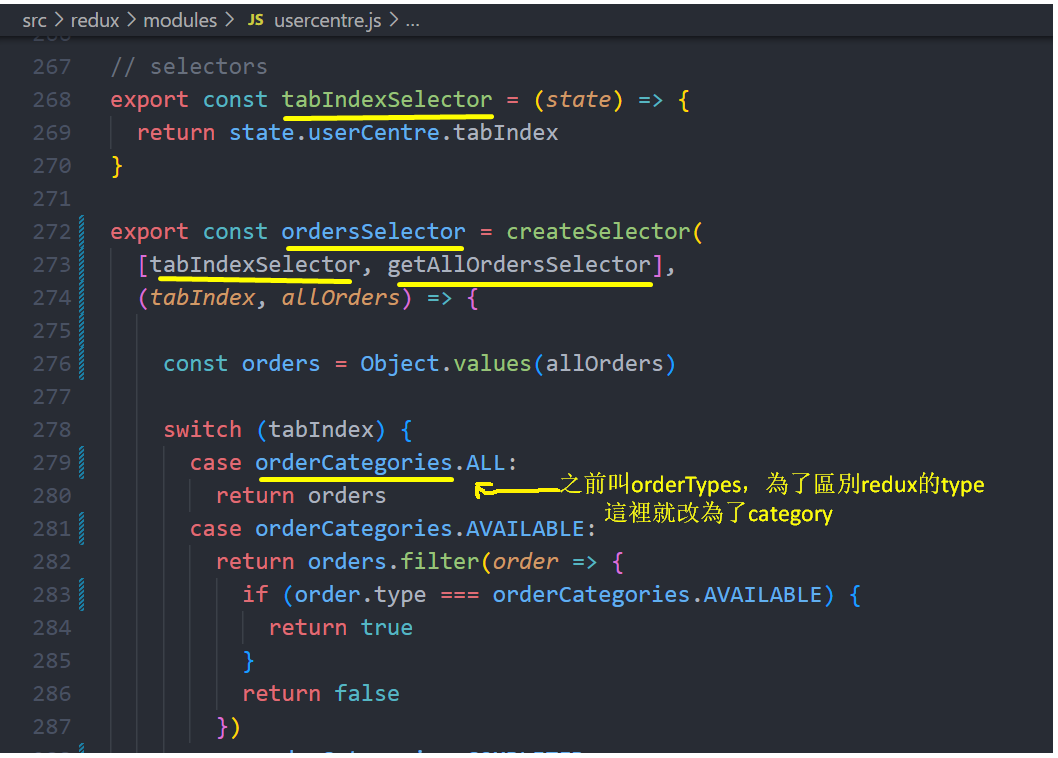 src > redux > modules > JS usercentre.js > ...
267 // selectors
268 export const tabIndexSelector = (state) => {
269 return state.userCentre.tabIndex
270 }
271
272 export const ordersSelector = createSelector(
273 [tabIndexSelector, getAllOrdersSelector],
274 (tabIndex, allOrders) => {
275
276 const orders = Object.values(allOrders)
277
278 switch (tabIndex) {
279 case orderCategories.ALL:
之前叫orderTypes，為了區別redux的type
這裡就改為了category
280 return orders
281 case orderCategories.AVAILABLE:
282 return orders.filter(order => {
283 if (order.type === orderCategories.AVAILABLE) {
284 return true
285 }
286 return false
287 })